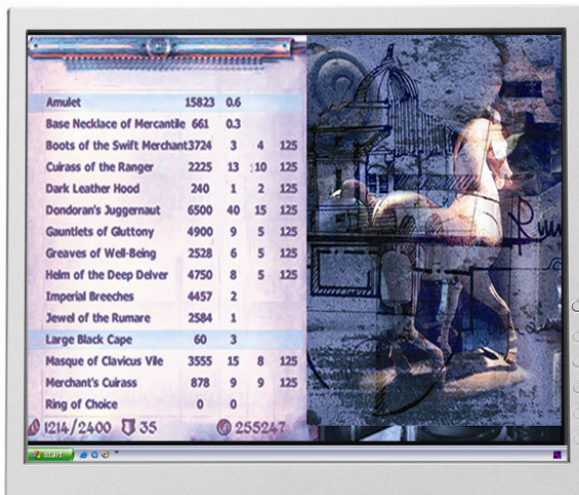 Amulet 15823 0.6
Base Necklace of Mercantile 661 0.3
Boots of the Swift Merchant 3724 3 4 125
Cuirass of the Ranger 2225 13 10 125
Dark Leather Hood 240 1 2 125
Dondoran's Juggernaut 6500 40 15 125
Gauntlets of Gluttony 4900 9 5 125
Greaves of Well-Being 2528 6 5 125
Helm of the Deep Delver 4750 8 5 125
Imperial Breeches 4457 2
Jewel of the Rumare 2584 1
Large Black Cape 60 3
Masque of Clavicus Vile 3555 15 8 125
Merchant's Cuirass 878 9 9 125
Ring of Choice 0 0
1214/2400 35 255247
start